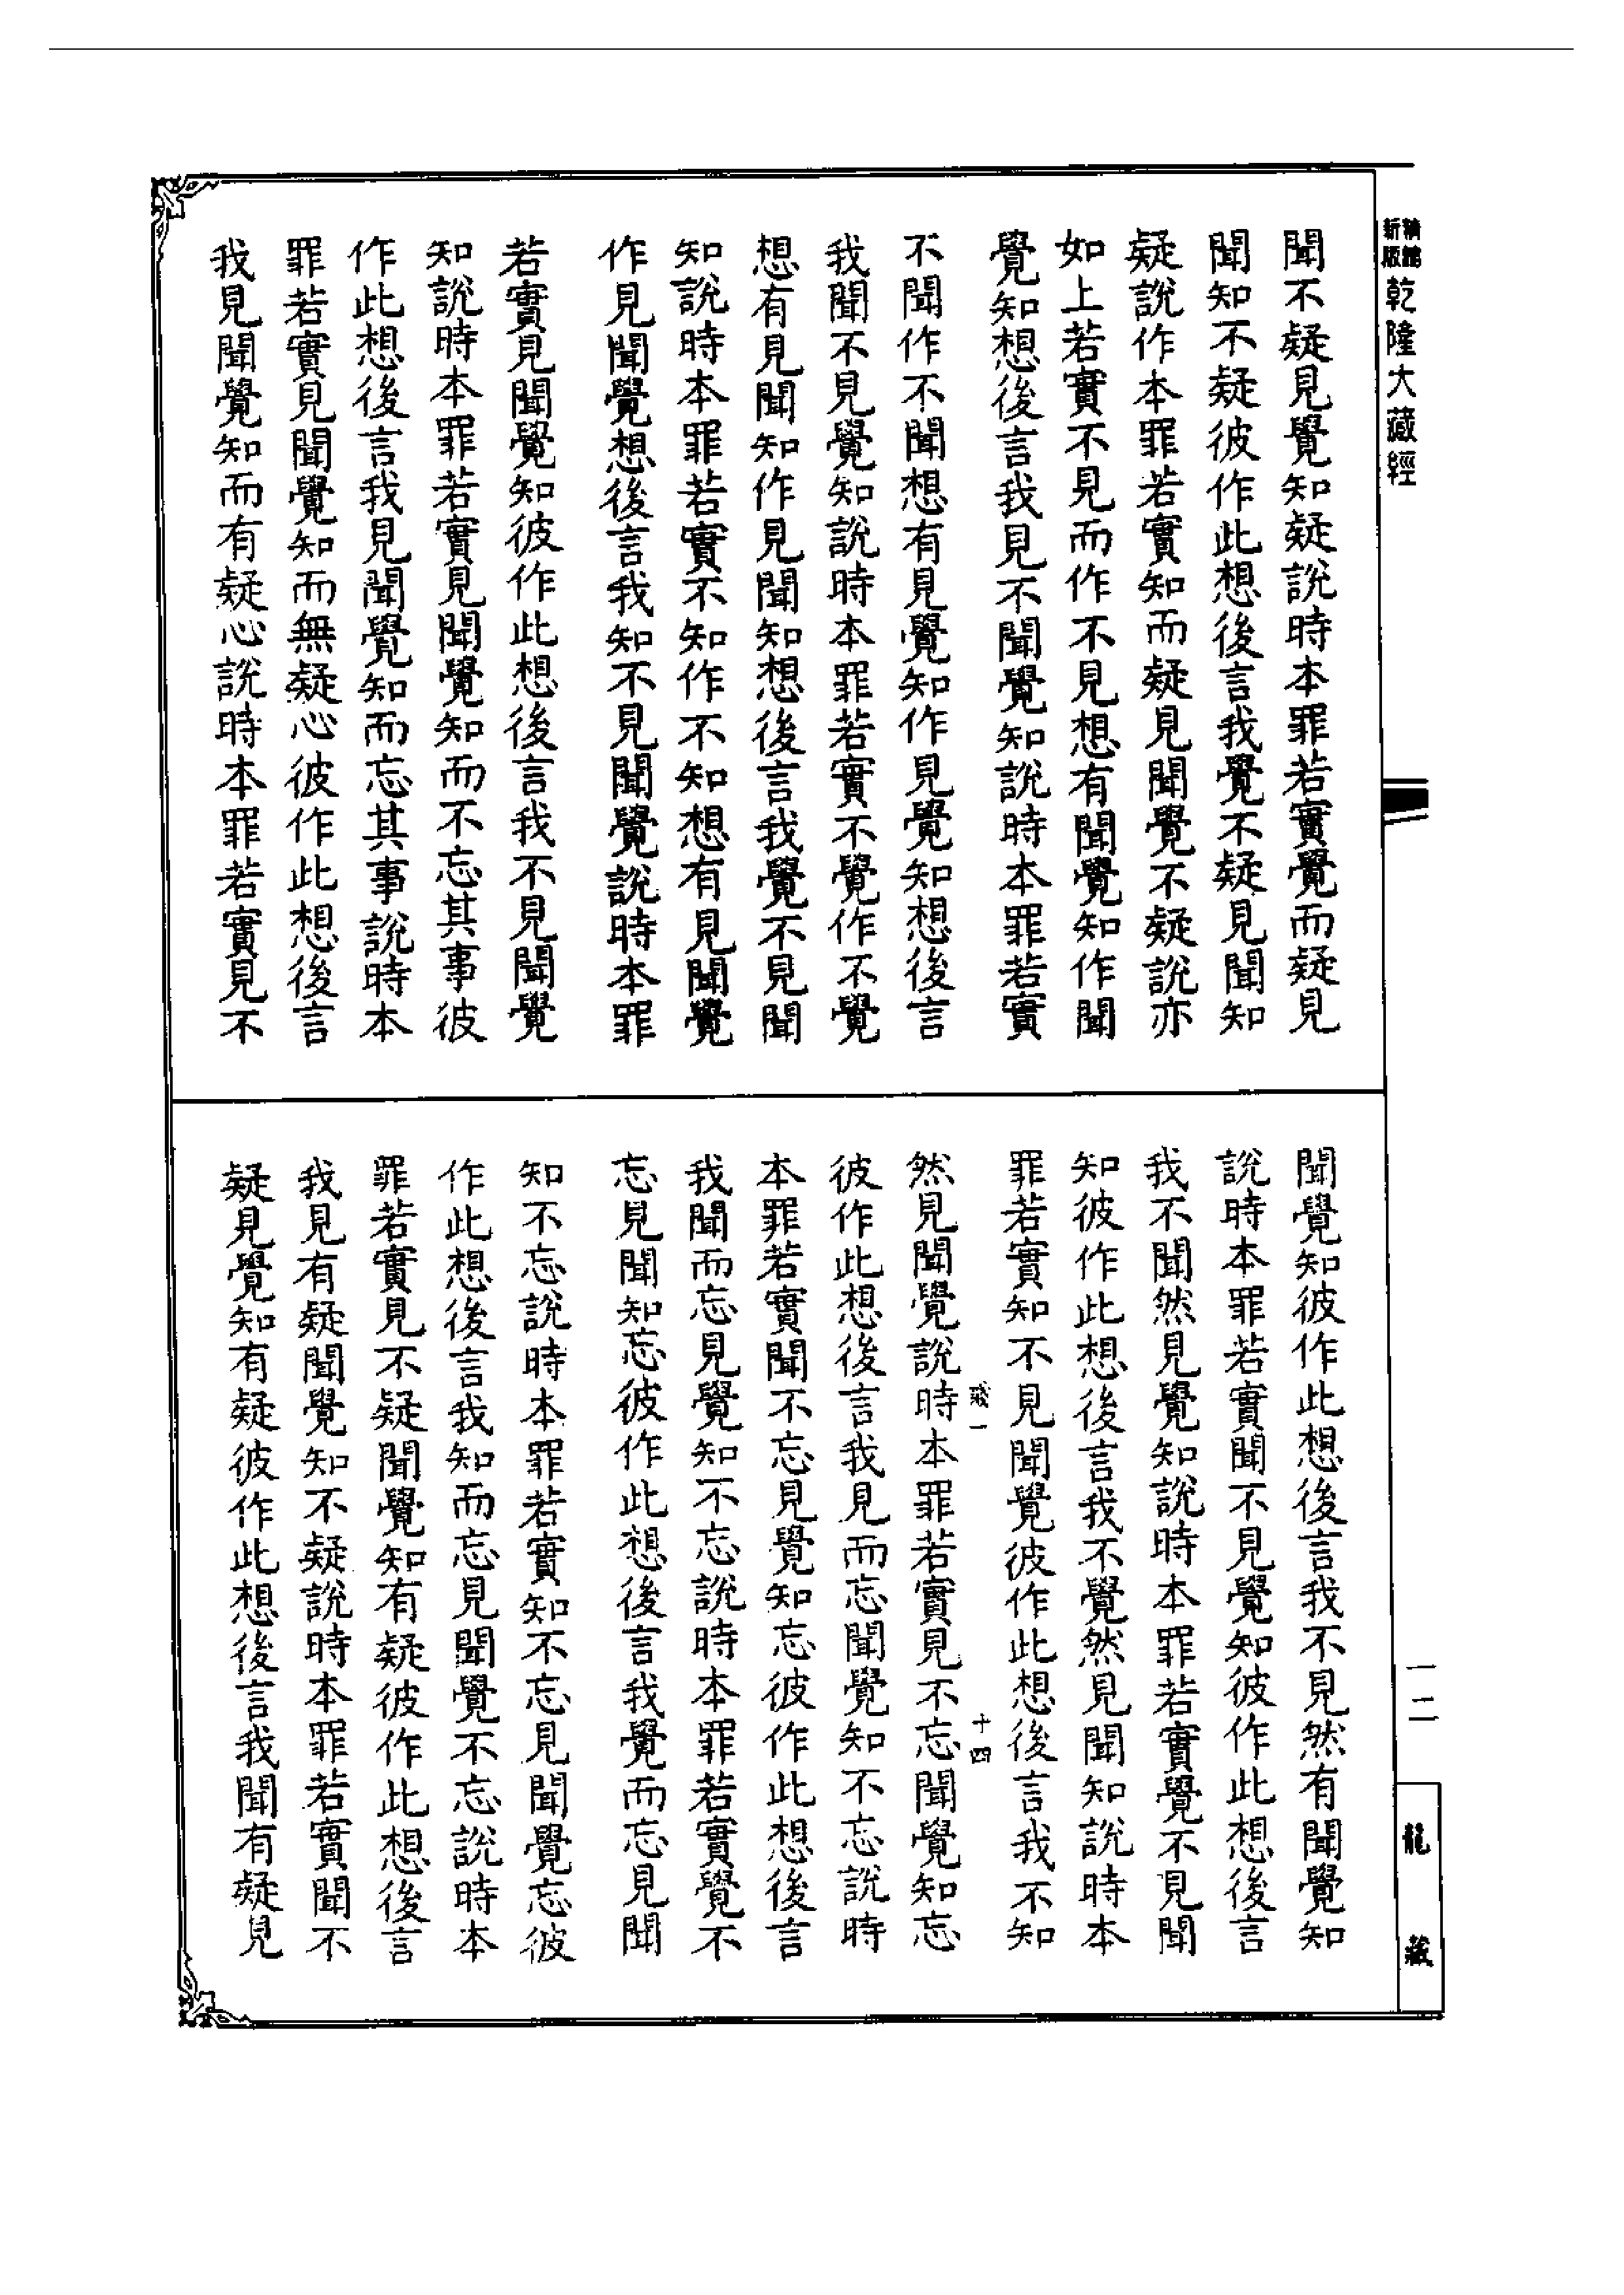 新版
精縮
乾隆大藏經
聞不疑見覺知疑說時本罪若實覺而疑見
聞知不疑彼作此想後言我覺不疑見聞知
疑說作本罪若實知而疑見聞覺不疑說亦
如上若實不見而作不見想有聞覺知作聞
覺知想後言我見不聞覺知說時本罪若實
不聞作不聞想有見覺知作見覺知想後言
我聞不見覺知說時本罪若實不覺作不覺
想有見聞知作見聞知想後言我覺不見聞
知說時本罪若實不知作不知想有見聞覺
作見聞覺想後言我知不見聞覺說時本罪
若實見聞覺知彼作此想後言我不見聞覺
知說時本罪若實見聞覺知而不忘其事彼
作此想後言我見聞覺知而忘其事說時本
罪若實見聞覺知而無疑心彼作此想後言
我見聞覺知而有疑心說時本罪若實見不
聞覺知彼作此想後言我不見然有聞覺知
說時本罪若實聞不見覺知彼作此想後言
我不聞然見覺知說時本罪若實覺不見聞
知彼作此想後言我不覺然見聞知說時本
罪若實知不見聞覺彼作此想後言我不知
然見聞覺說時本罪若實見不忘聞覺知忘
彼作此想後言我見而忘聞覺知不忘說時
本罪若實聞不忘見覺知忘彼作此想後言
我聞而忘見覺知不忘說時本罪若實覺不
忘見聞知忘彼作此想後言我覺而忘見聞
知不忘說時本罪若實知不忘見聞覺忘彼
作此想後言我知而忘見聞覺不忘說時本
罪若實見不疑聞覺知有疑彼作此想後言
我見有疑聞覺知不疑說時本罪若實聞不
疑見覺知有疑彼作此想後言我聞有疑見
十四
一二
龍藏